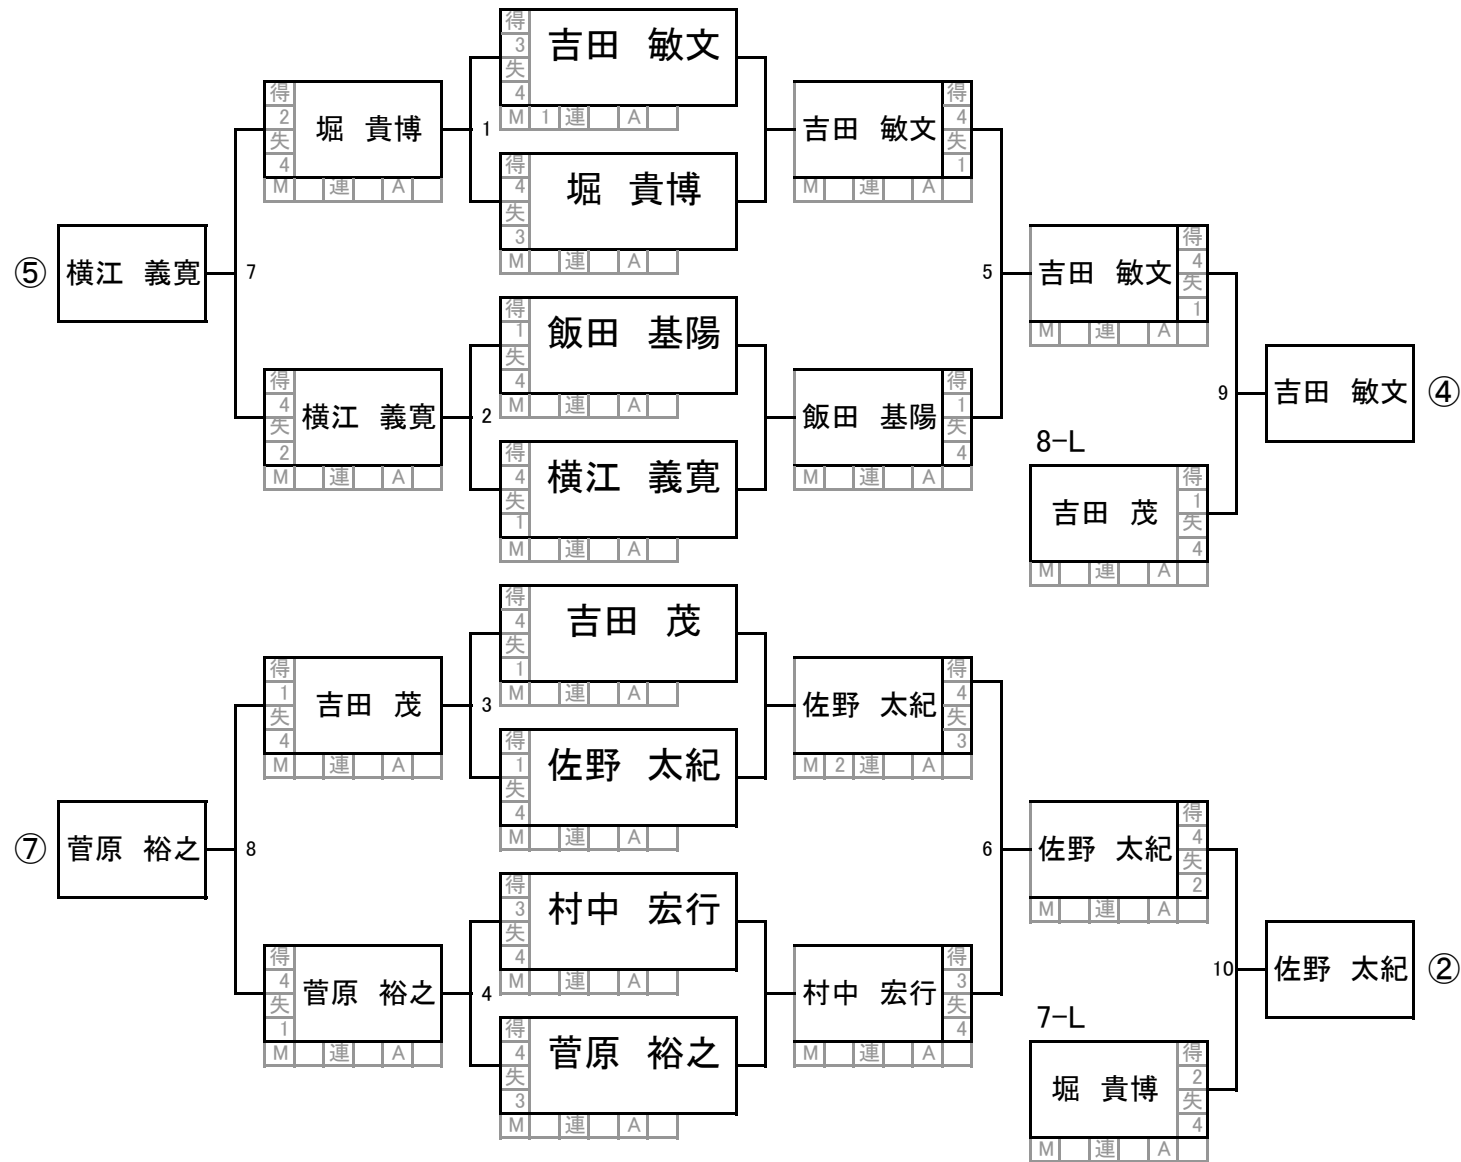 得
3
失
4
吉田 敏文
M 1 連 A
得
2
失
4
堀 貴博
M 連 A
1
得
4
失
3
堀 貴博
M 連 A
吉田 敏文
得
4
失
1
M 連 A
⑤ 横江 義寛
7
得
1
失
4
飯田 基陽
M 連 A
得
4
失
2
横江 義寛
M 連 A
2
得
4
失
1
横江 義寛
M 連 A
飯田 基陽
得
1
失
4
M 連 A
5
吉田 敏文
得
4
失
1
M 連 A
9
吉田 敏文 ④
8-L
吉田 茂
得
1
失
4
M 連 A
得
4
失
1
吉田 茂
M 連 A
得
1
失
4
吉田 茂
M 連 A
3
得
1
失
4
佐野 太紀
M 連 A
佐野 太紀
得
4
失
3
M 2 連 A
⑦ 菅原 裕之
8
得
3
失
4
村中 宏行
M 連 A
得
4
失
1
菅原 裕之
M 連 A
4
得
4
失
3
菅原 裕之
M 連 A
村中 宏行
得
3
失
4
M 連 A
6
佐野 太紀
得
4
失
2
M 連 A
10
佐野 太紀 ②
7-L
堀 貴博
得
2
失
4
M 連 A